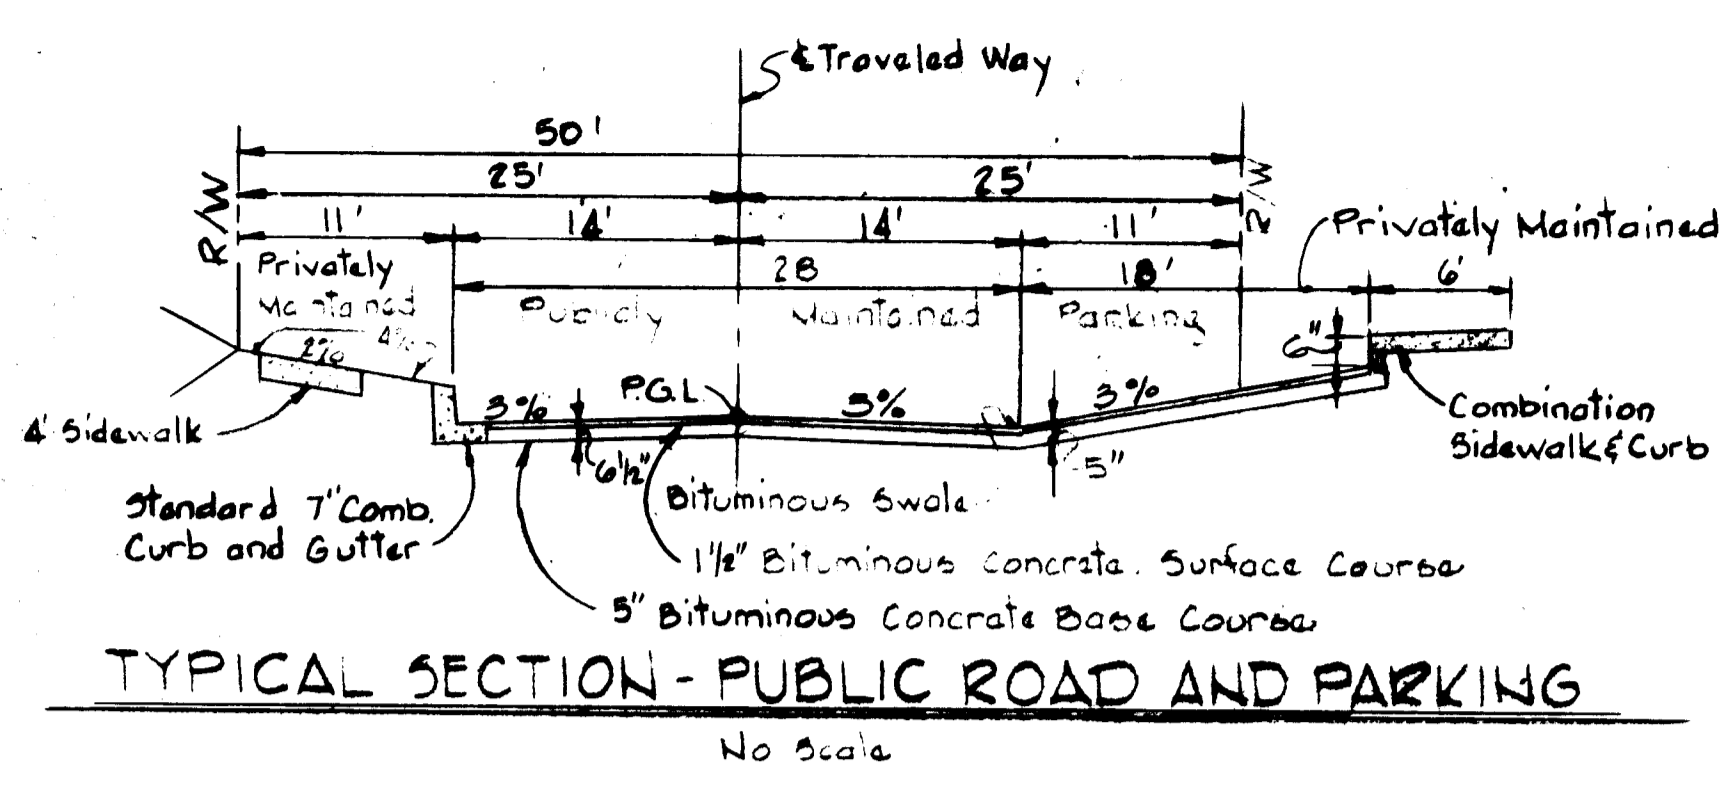 ℄ Traveled Way
50'
25'
25'
R/W
R/W
11'
14'
14'
11'
Privately Maintained
Privately
Maintained
28
18'
6'
Publicly Maintained
Parking
2%
4%
6"
4' Sidewalk
3%
P.G.L.
3%
3%
Combination
Sidewalk & Curb
6½"
5"
Standard 7" Comb.
Curb and Gutter
Bituminous Swale
1½" Bituminous Concrete Surface Course
5" Bituminous Concrete Base Course
TYPICAL SECTION - PUBLIC ROAD AND PARKING
No Scale